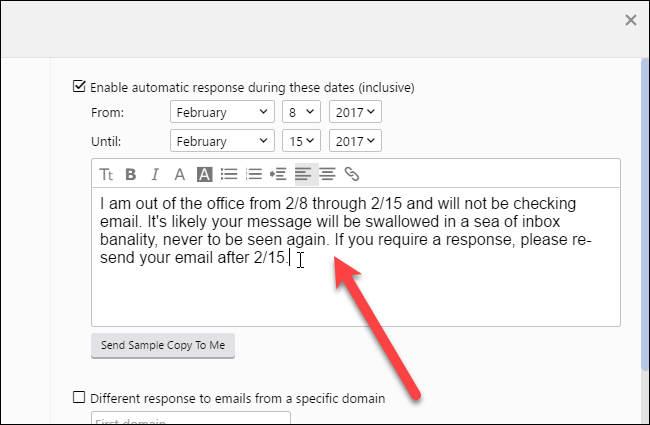 Enable automatic response during these dates (inclusive)
From: February 8 2017
Until: February 15 2017
Tt B I A A
I am out of the office from 2/8 through 2/15 and will not be checking
email. It's likely your message will be swallowed in a sea of inbox
banality, never to be seen again. If you require a response, please re-
send your email after 2/15.
Send Sample Copy To Me
Different response to emails from a specific domain
First domain